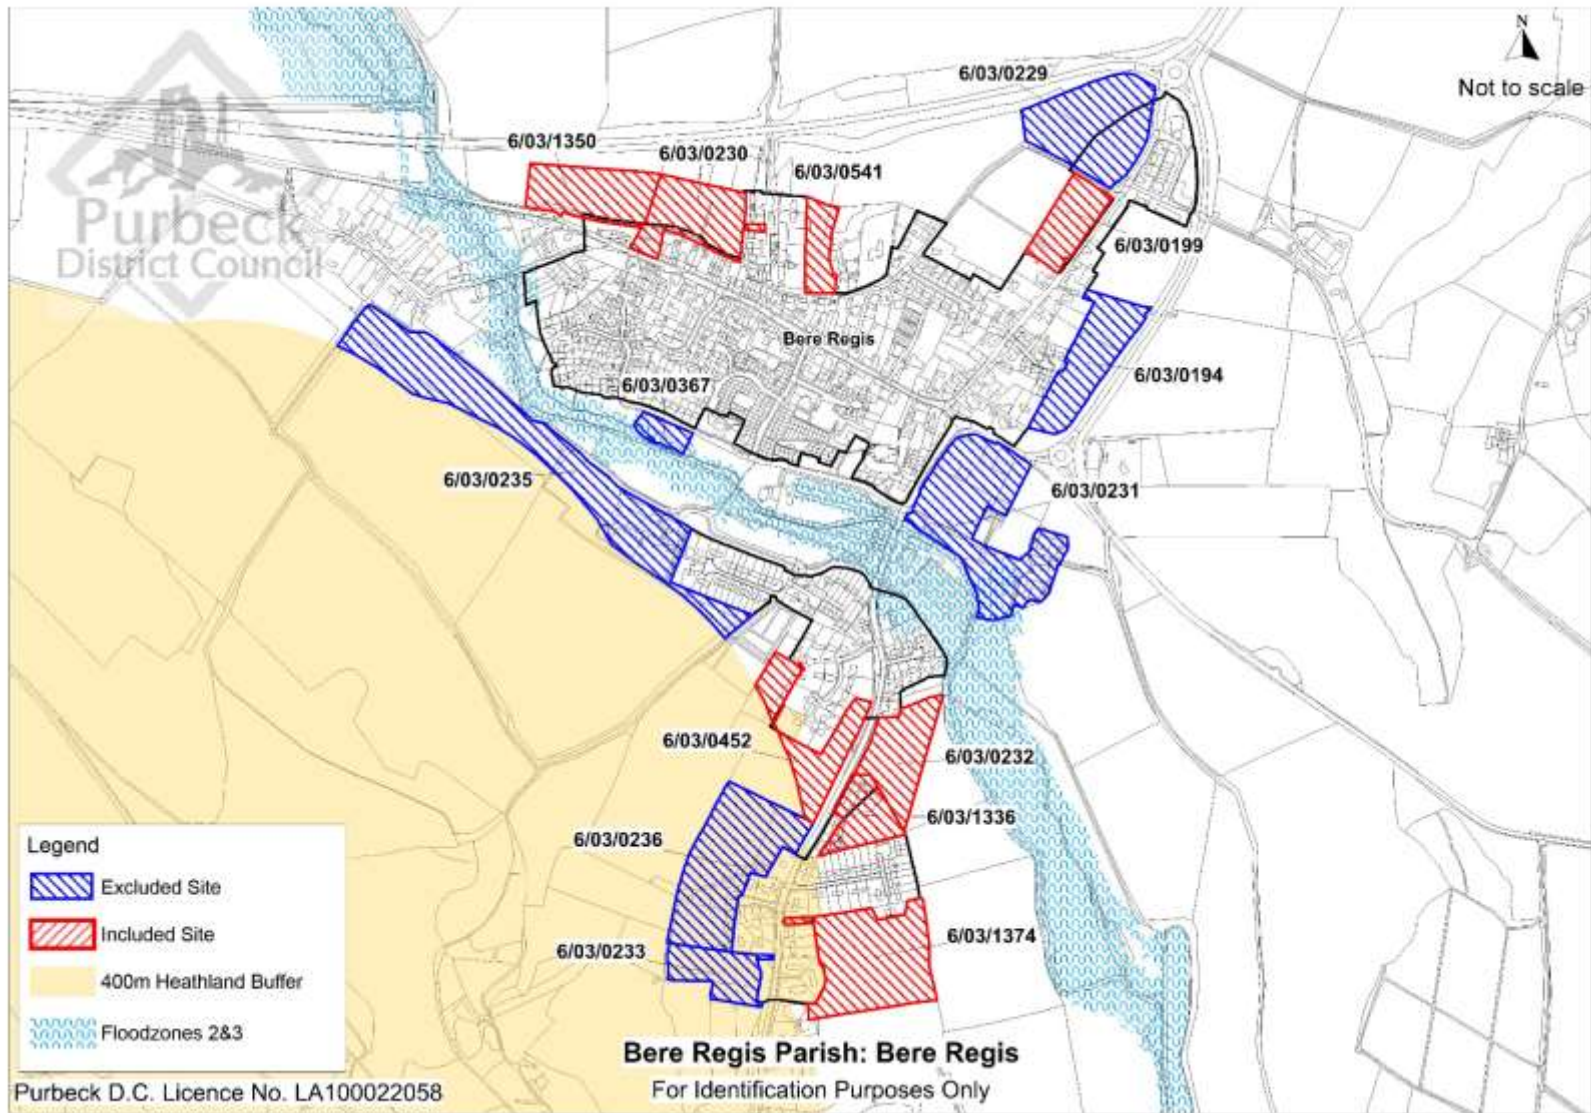 N
Not to scale
Purbeck
District Council
6/03/0229
6/03/1350
6/03/0230
6/03/0541
6/03/0199
Bere Regis
6/03/0194
6/03/0367
6/03/0235
6/03/0231
6/03/0452
6/03/0232
6/03/1336
6/03/0236
6/03/1374
6/03/0233
Legend
Excluded Site
Included Site
400m Heathland Buffer
Floodzones 2&3
Bere Regis Parish: Bere Regis
For Identification Purposes Only
Purbeck D.C. Licence No. LA100022058